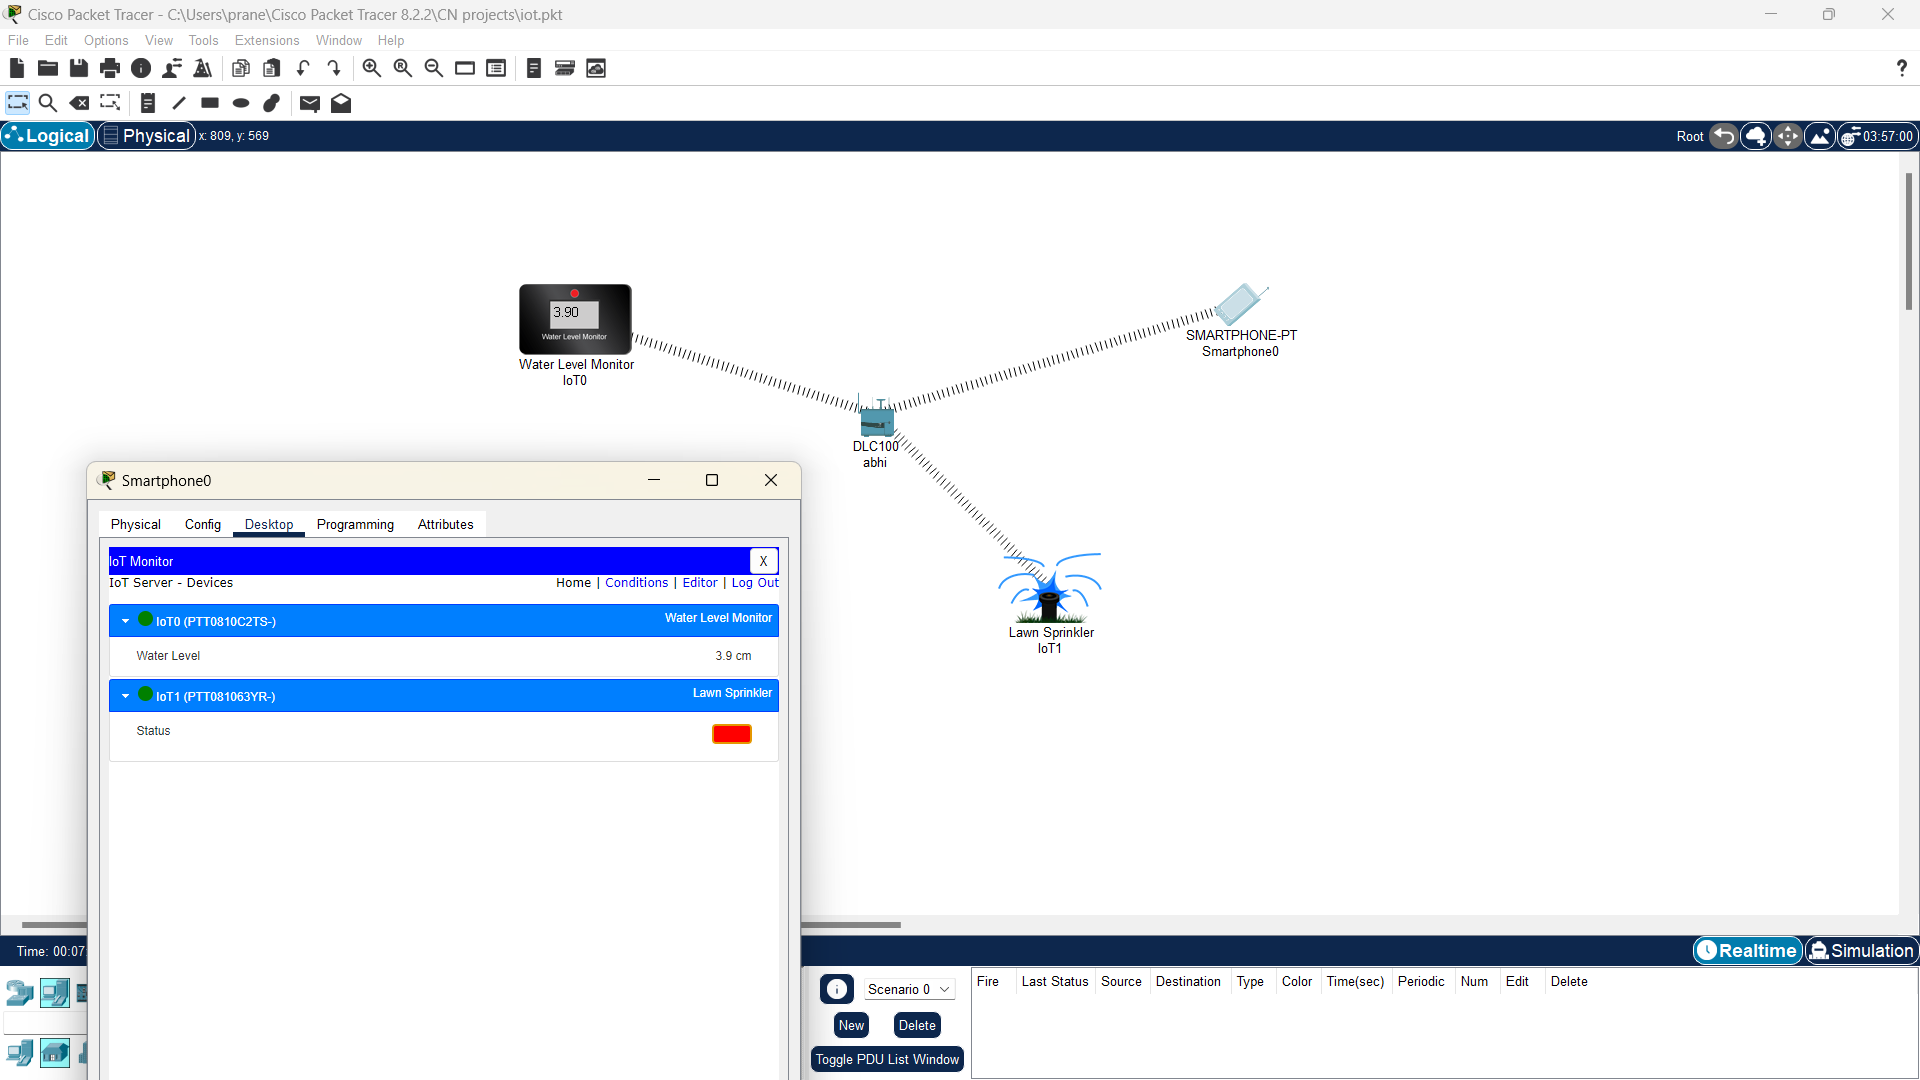 Cisco Packet Tracer - C:\Users\prane\Cisco Packet Tracer 8.2.2\CN projects\iot.pkt
File Edit Options View Tools Extensions Window Help
?
Logical Physical x: 809, y: 569 Root 03:57:00
3.90
Water Level Monitor
Water Level Monitor
IoT0
SMARTPHONE-PT
Smartphone0
DLC100
abhi
Lawn Sprinkler
IoT1
Smartphone0
Physical Config Desktop Programming Attributes
IoT Monitor X
IoT Server - Devices Home | Conditions | Editor | Log Out
IoT0 (PTT0810C2TS-) Water Level Monitor
Water Level 3.9 cm
IoT1 (PTT081063YR-) Lawn Sprinkler
Status
Time: 00:07: Realtime Simulation
Scenario 0
New Delete
Toggle PDU List Window
Fire Last Status Source Destination Type Color Time(sec) Periodic Num Edit Delete